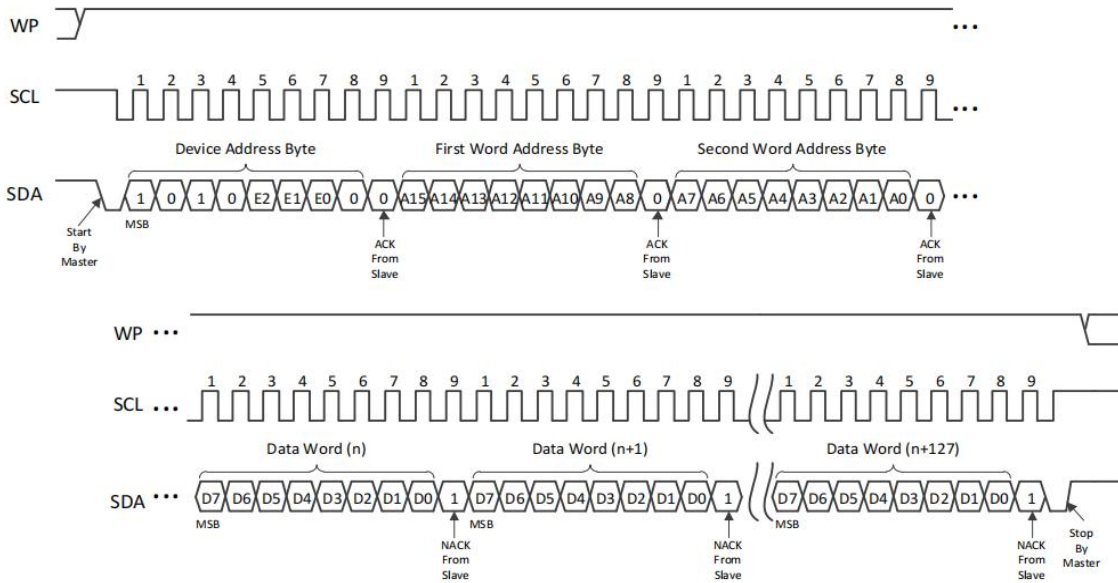 WP ...
SCL 1 2 3 4 5 6 7 8 9 1 2 3 4 5 6 7 8 9 1 2 3 4 5 6 7 8 9 ...
Device Address Byte First Word Address Byte Second Word Address Byte
SDA 1 0 1 0 E2 E1 E0 0 0 A15 A14 A13 A12 A11 A10 A9 A8 0 A7 A6 A5 A4 A3 A2 A1 A0 0 ...
MSB
Start By Master
ACK From Slave
ACK From Slave
ACK From Slave
WP ...
SCL ... 1 2 3 4 5 6 7 8 9 1 2 3 4 5 6 7 8 9 1 2 3 4 5 6 7 8 9
Data Word (n) Data Word (n+1) Data Word (n+127)
SDA ... D7 D6 D5 D4 D3 D2 D1 D0 1 D7 D6 D5 D4 D3 D2 D1 D0 1 D7 D6 D5 D4 D3 D2 D1 D0 1
MSB MSB MSB
NACK From Slave
NACK From Slave
NACK From Slave
Stop By Master